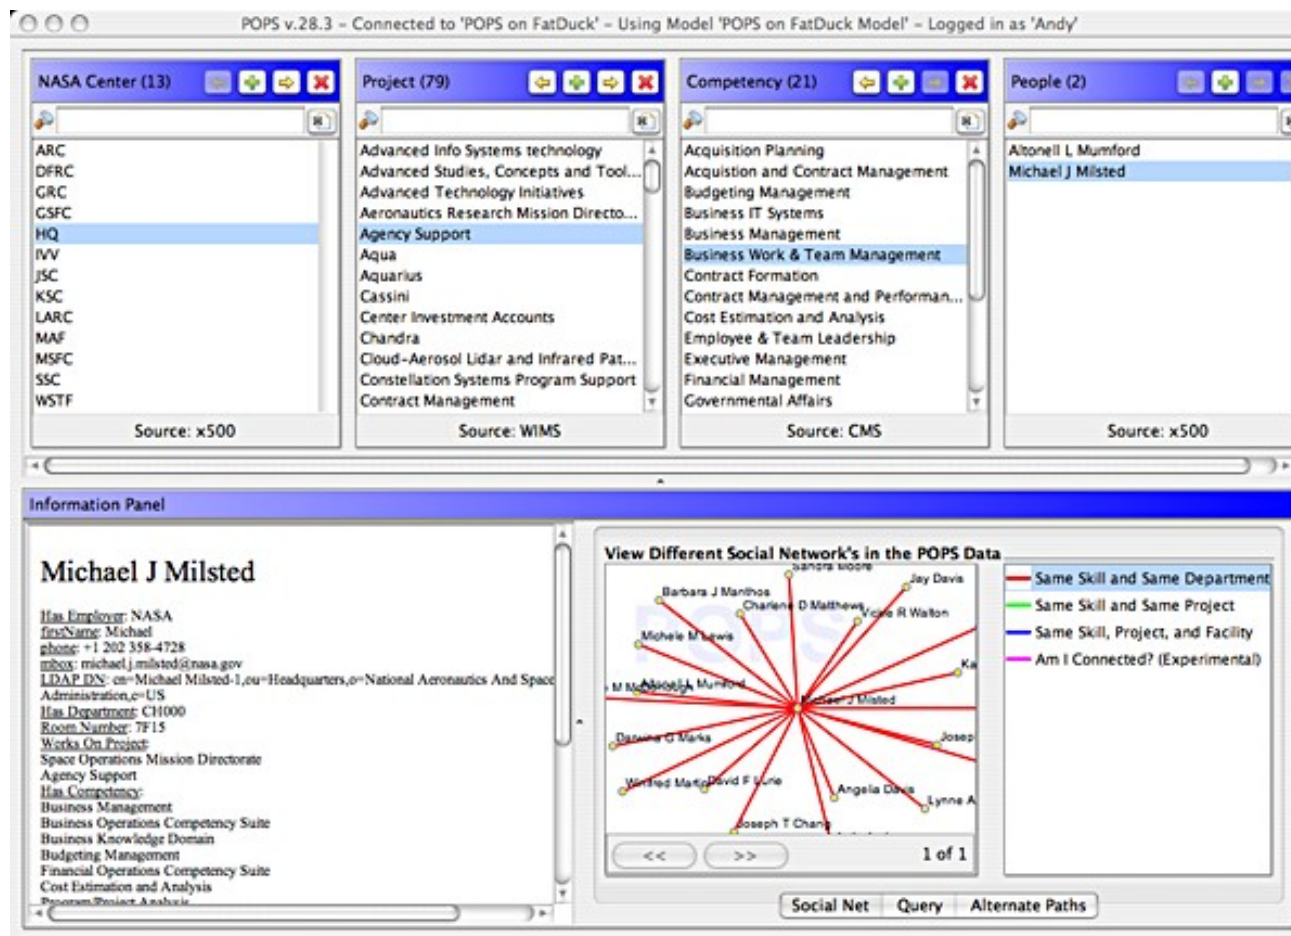 POPS v.28.3 – Connected to 'POPS on FatDuck' – Using Model 'POPS on FatDuck Model' – Logged in as 'Andy'
NASA Center (13)
ARC
DFRC
GRC
GSFC
HQ
IVV
JSC
KSC
LARC
MAF
MSFC
SSC
WSTF
Source: x500
Project (79)
Advanced Info Systems technology
Advanced Studies, Concepts and Tool...
Advanced Technology Initiatives
Aeronautics Research Mission Directo...
Agency Support
Aqua
Aquarius
Cassini
Center Investment Accounts
Chandra
Cloud-Aerosol Lidar and Infrared Pat...
Constellation Systems Program Support
Contract Management
Source: WIMS
Competency (21)
Acquisition Planning
Acquistion and Contract Management
Budgeting Management
Business IT Systems
Business Management
Business Work & Team Management
Contract Formation
Contract Management and Performan...
Cost Estimation and Analysis
Employee & Team Leadership
Executive Management
Financial Management
Governmental Affairs
Source: CMS
People (2)
Altonell L Mumford
Michael J Milsted
Source: x500
Information Panel
Michael J Milsted
Has Employer: NASA
firstName: Michael
phone: +1 202 358-4728
mbox: michael.j.milsted@nasa.gov
LDAP DN: cn=Michael Milsted-1,ou=Headquarters,o=National Aeronautics And Space
Administration,c=US
Has Department: CH000
Room Number: 7F15
Works On Project:
Space Operations Mission Directorate
Agency Support
Has Competency:
Business Management
Business Operations Competency Suite
Business Knowledge Domain
Budgeting Management
Financial Operations Competency Suite
Cost Estimation and Analysis
Program/Project Analysis
View Different Social Network's in the POPS Data
POPS
Sandra Moore
Jay Davis
Barbara J Manthos
Charlene D Matthews
Vickie R Walton
Michele M Lewis
Ka
Altonell L Mumford
Michael J Milsted
Darwina G Marks
Josep
Winifred Martin
David F Lurie
Angelia Davis
Lynne A
Joseph T Chang
<< >> 1 of 1
Same Skill and Same Department
Same Skill and Same Project
Same Skill, Project, and Facility
Am I Connected? (Experimental)
Social Net Query Alternate Paths